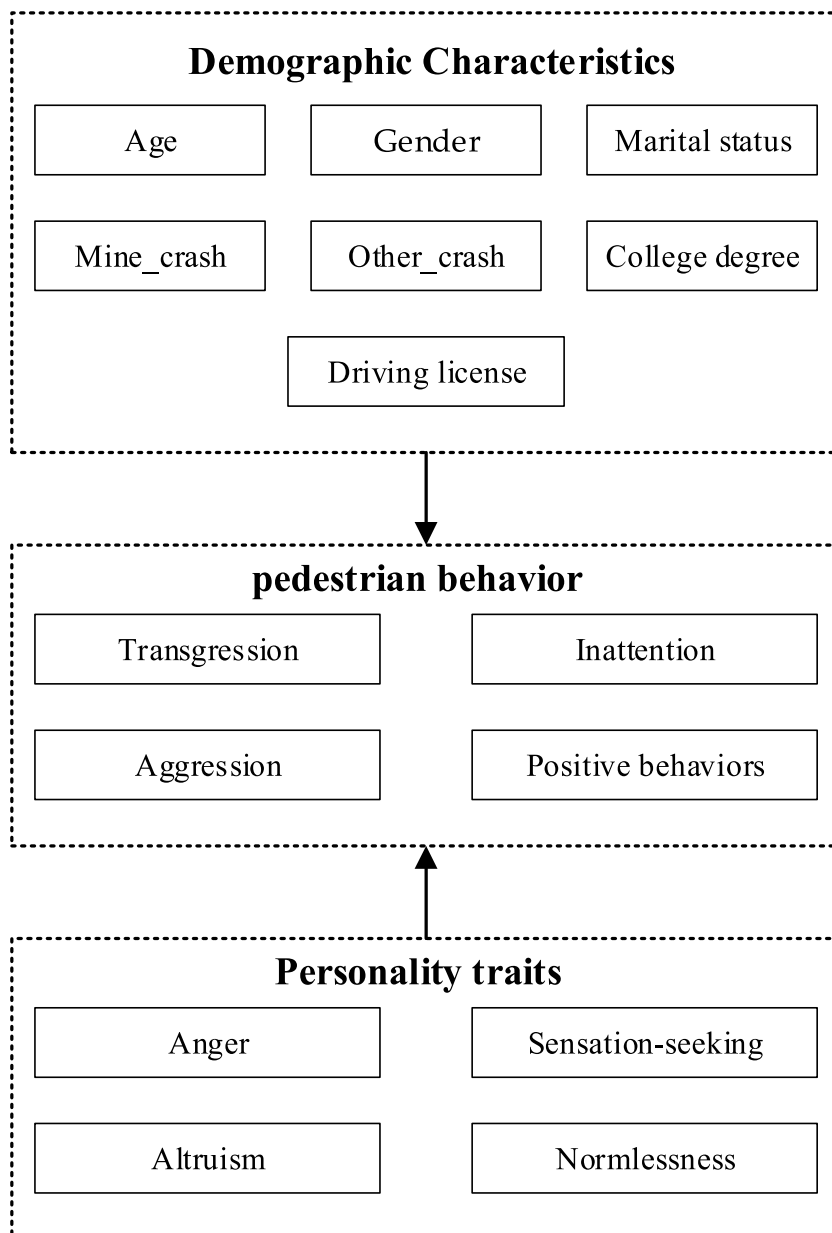 Demographic Characteristics
Age
Gender
Marital status
Mine_crash
Other_crash
College degree
Driving license
pedestrian behavior
Transgression
Inattention
Aggression
Positive behaviors
Personality traits
Anger
Sensation-seeking
Altruism
Normlessness